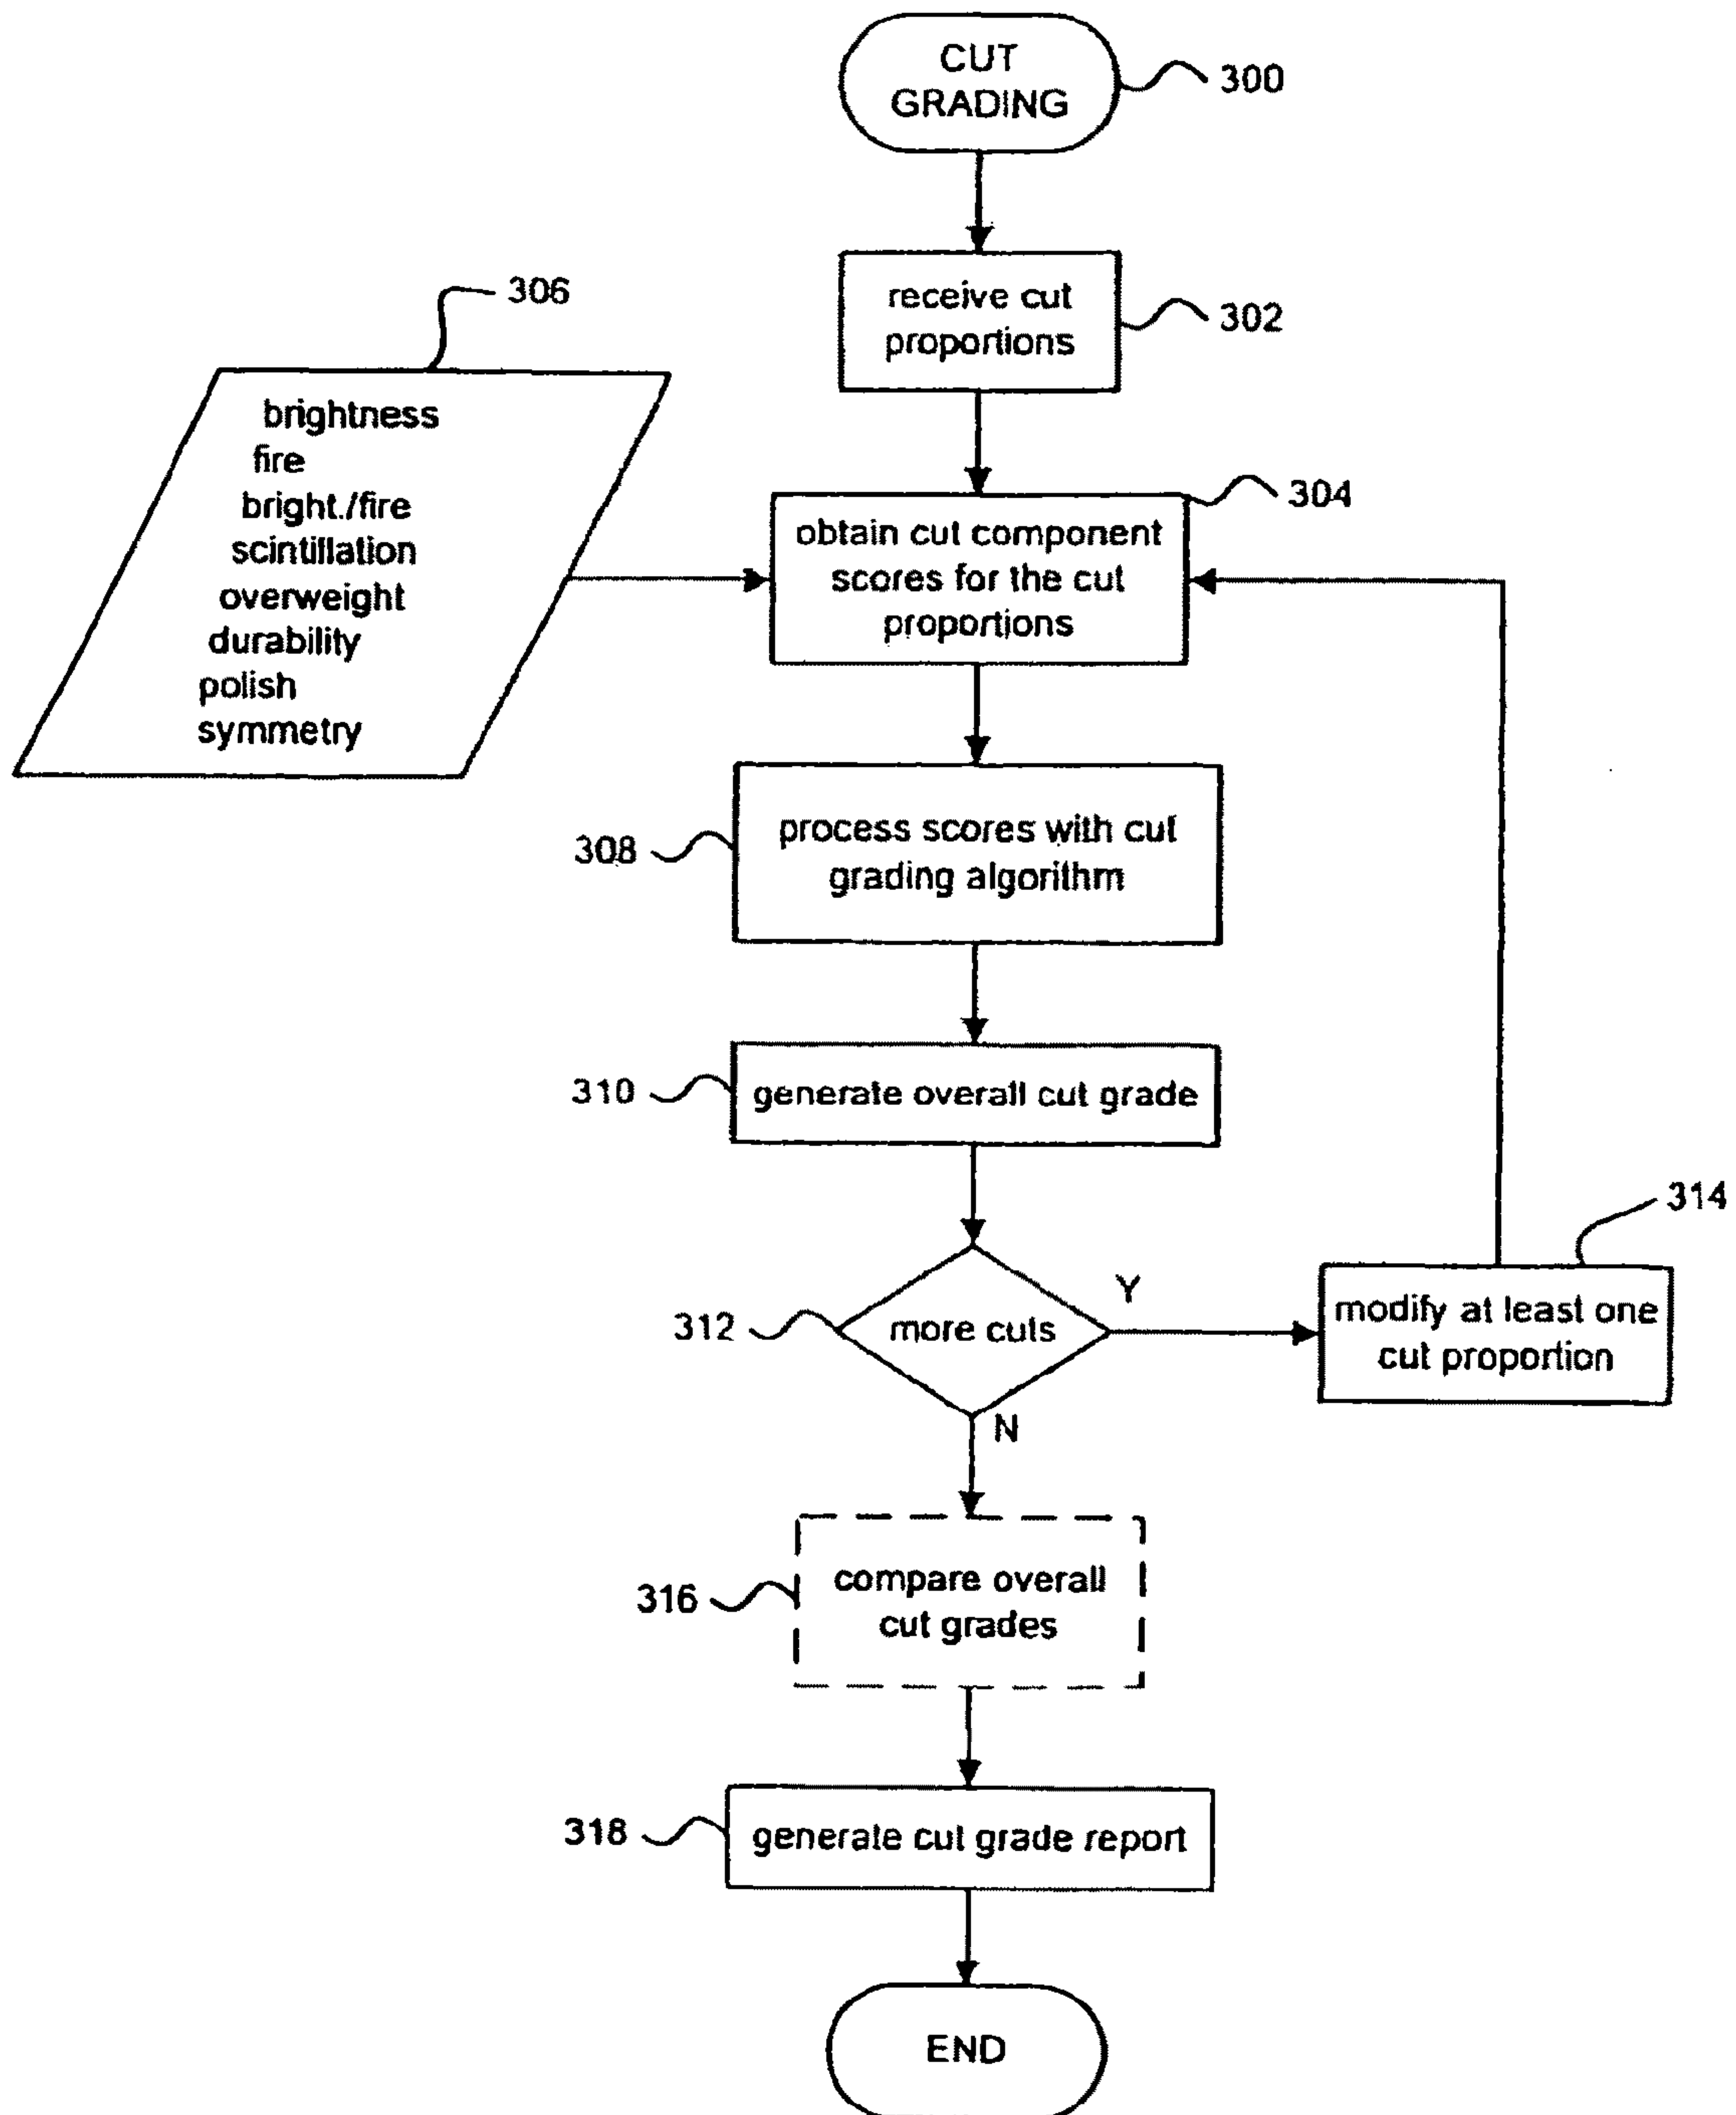 CUT
GRADING
300
receive cut
proportions
302
306
brightness
fire
bright./fire
scintillation
overweight
durability
polish
symmetry
304
obtain cut component
scores for the cut
proportions
308
process scores with cut
grading algorithm
310
generate overall cut grade
312
more cuts
Y
N
314
modify at least one
cut proportion
316
compare overall
cut grades
318
generate cut grade report
END